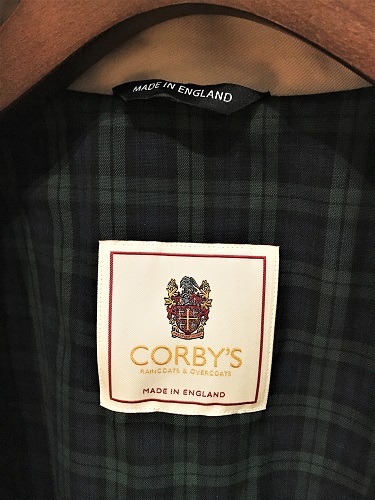 MADE IN ENGLAND
CORBY'S
RAINCOATS & OVERCOATS
MADE IN ENGLAND